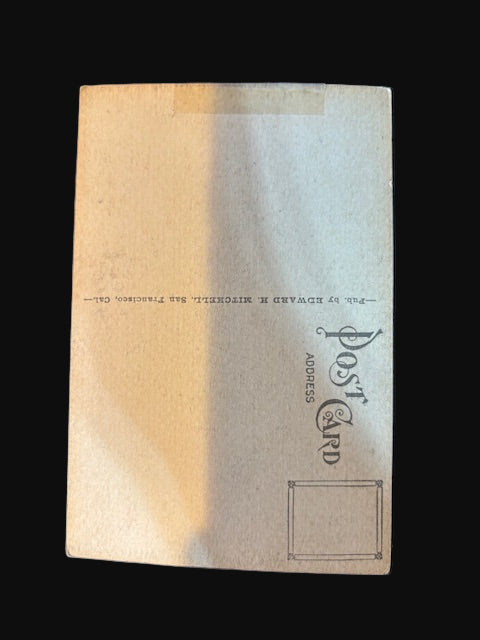 POST CARD
ADDRESS
—Pub. by EDWARD H. MITCHELL, San Francisco, Cal.—